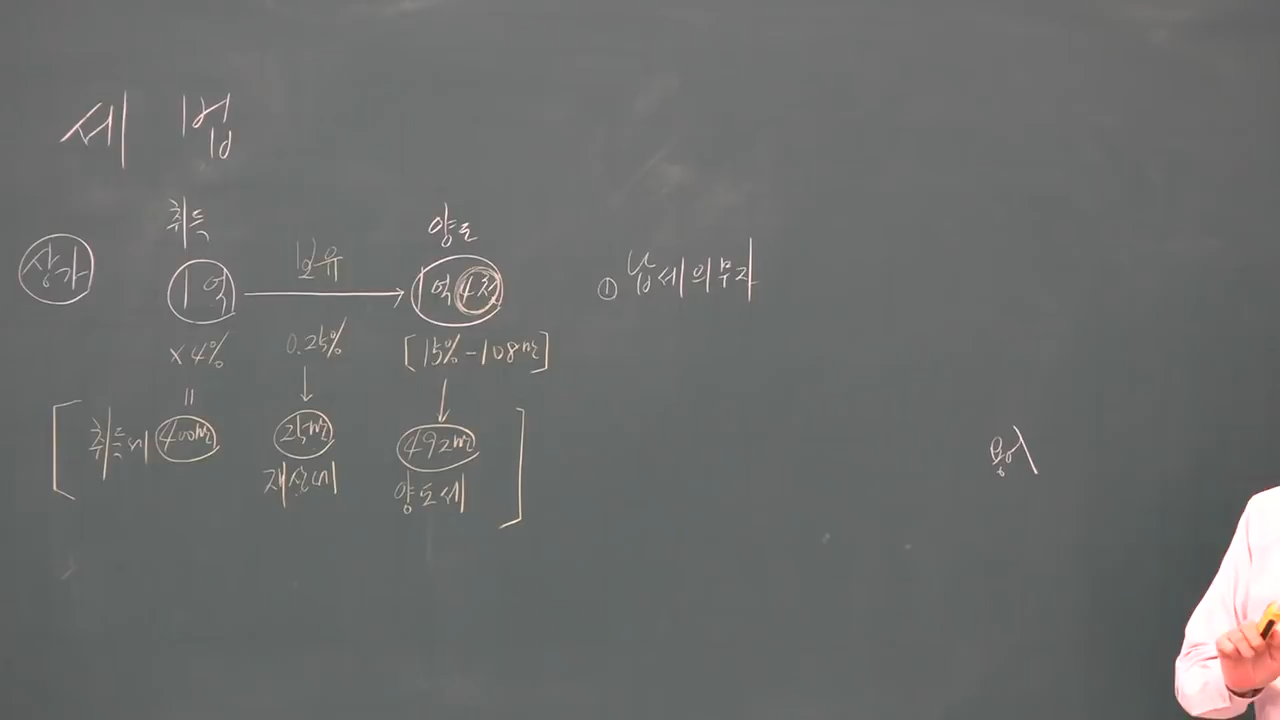 세 법
상가
취득
1억
보유
양도
1억 4천
× 4%
0.25%
[15% - 108만]
=
취득세 400만
25만
재산세
492만
양도세
① 납세의무자